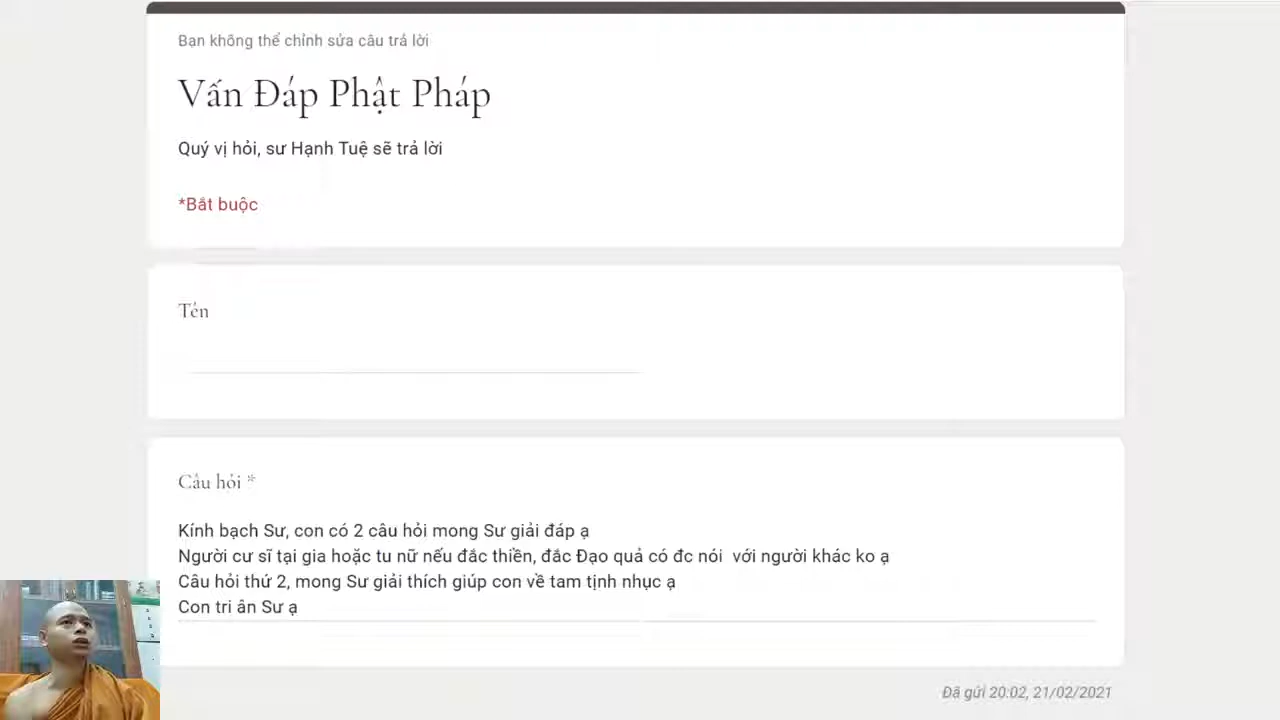 Bạn không thể chỉnh sửa câu trả lời
Vấn Đáp Phật Pháp
Quý vị hỏi, sư Hạnh Tuệ sẽ trả lời
*Bắt buộc
Tên
Câu hỏi *
Kính bạch Sư, con có 2 câu hỏi mong Sư giải đáp ạ
Người cư sĩ tại gia hoặc tu nữ nếu đắc thiền, đắc Đạo quả có đc nói với người khác ko ạ
Câu hỏi thứ 2, mong Sư giải thích giúp con về tam tịnh nhục ạ
Con tri ân Sư ạ
Đã gửi 20:02, 21/02/2021